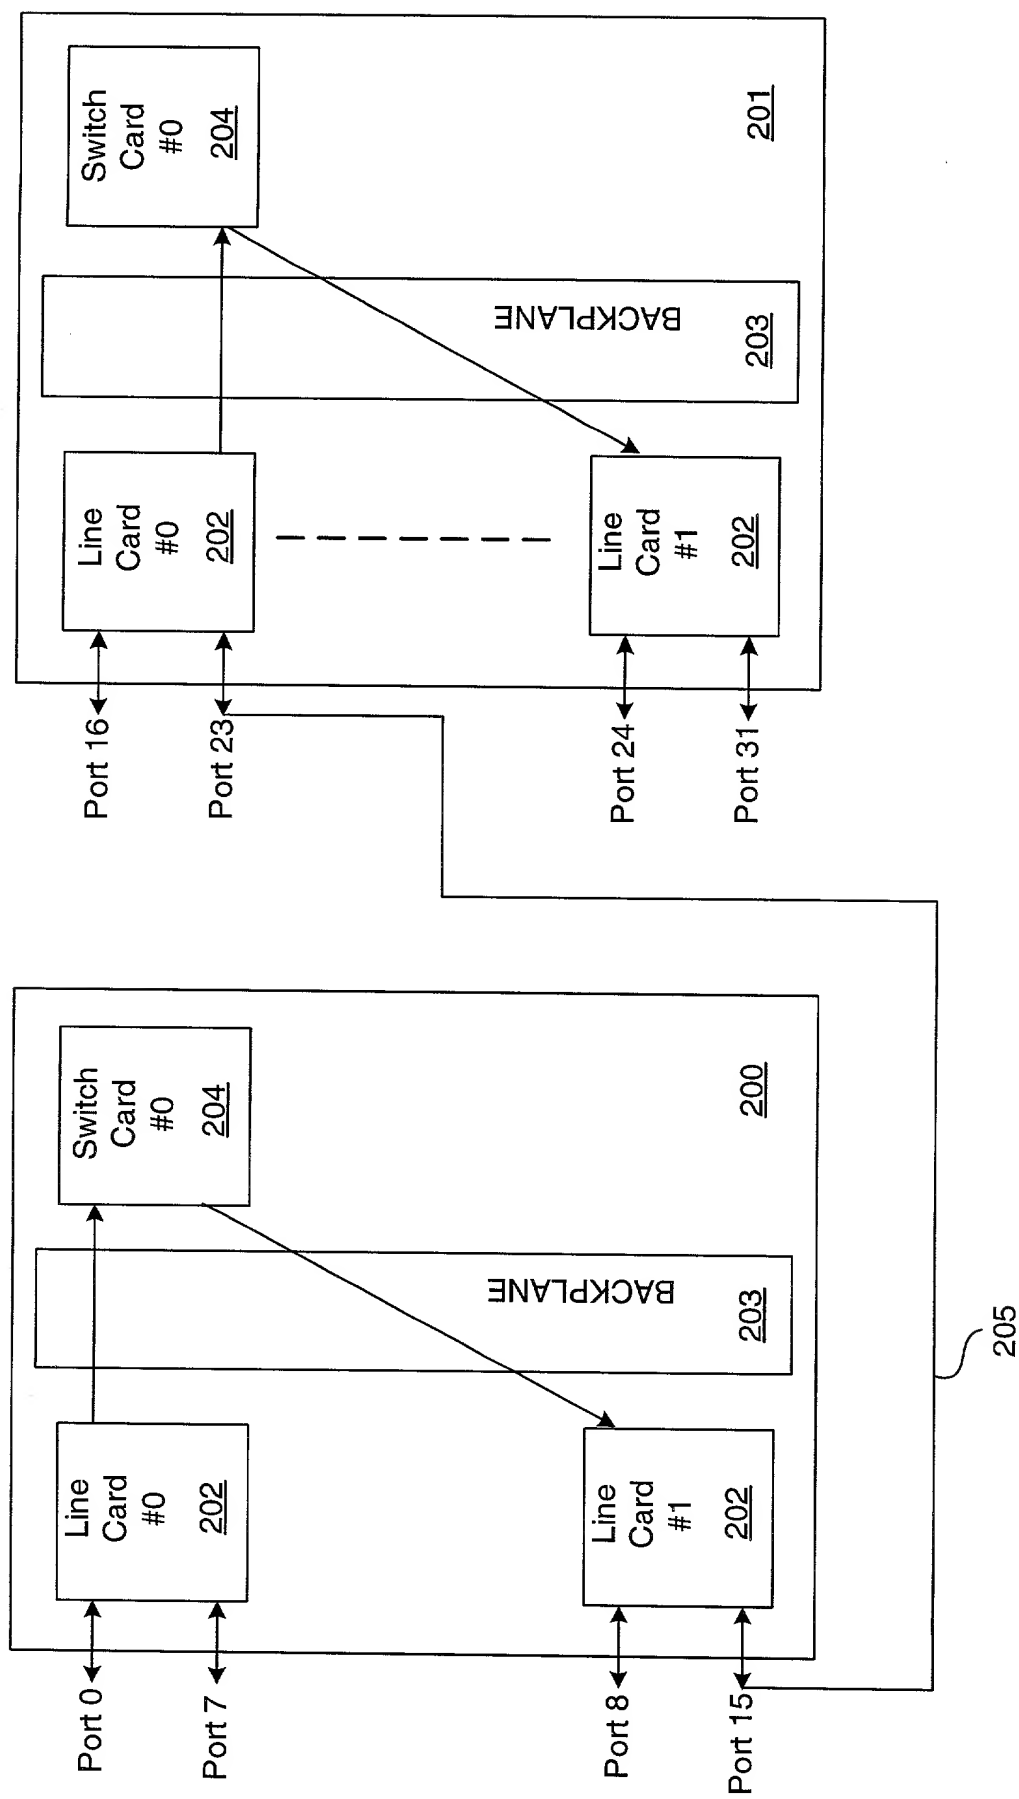 Port 0
Port 7
Line
Card
#0
202
Switch
Card
#0
204
BACKPLANE
203
Port 8
Port 15
Line
Card
#1
202
200
205
Port 16
Port 23
Line
Card
#0
202
Switch
Card
#0
204
BACKPLANE
203
Port 24
Port 31
Line
Card
#1
202
201